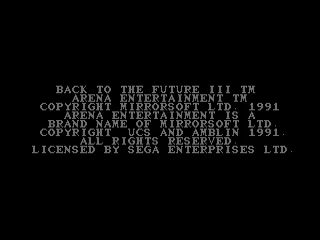 BACK TO THE FUTURE III TM
ARENA ENTERTAINMENT TM
COPYRIGHT MIRRORSOFT LTD. 1991
ARENA ENTERTAINMENT IS A
BRAND NAME OF MIRRORSOFT LTD.
COPYRIGHT UCS AND AMBLIN 1991.
ALL RIGHTS RESERVED.
LICENSED BY SEGA ENTERPRISES LTD.